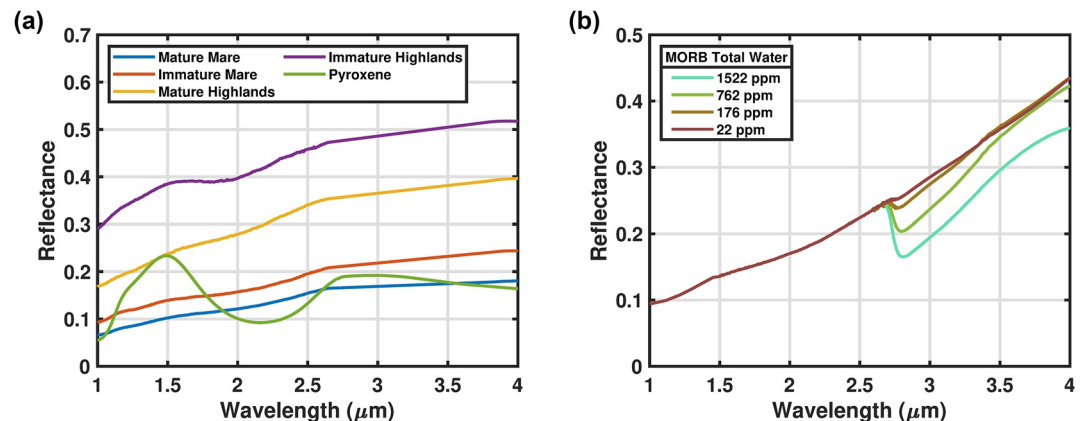 (a)
0.7
0.6
0.5
0.4
0.3
0.2
0.1
0
Reflectance
Mature Mare
Immature Mare
Mature Highlands
Immature Highlands
Pyroxene
1 1.5 2 2.5 3 3.5 4
Wavelength (μm)
(b)
0.5
0.4
0.3
0.2
0.1
0
Reflectance
MORB Total Water
1522 ppm
762 ppm
176 ppm
22 ppm
1 1.5 2 2.5 3 3.5 4
Wavelength (μm)